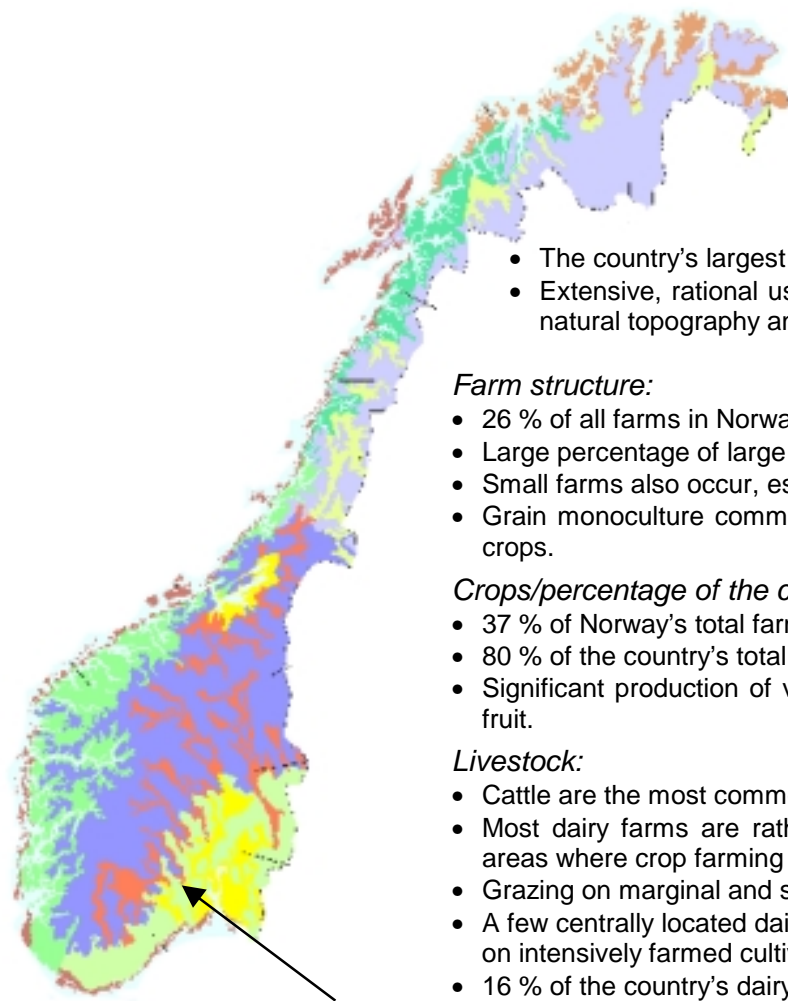 • The country's largest
• Extensive, rational us
natural topography an
Farm structure:
• 26 % of all farms in Norwa
• Large percentage of large
• Small farms also occur, es
• Grain monoculture comm
crops.
Crops/percentage of the c
• 37 % of Norway's total farm
• 80 % of the country's total
• Significant production of v
fruit.
Livestock:
• Cattle are the most comm
• Most dairy farms are rath
areas where crop farming
• Grazing on marginal and s
• A few centrally located dai
on intensively farmed culti
• 16 % of the country's dairy